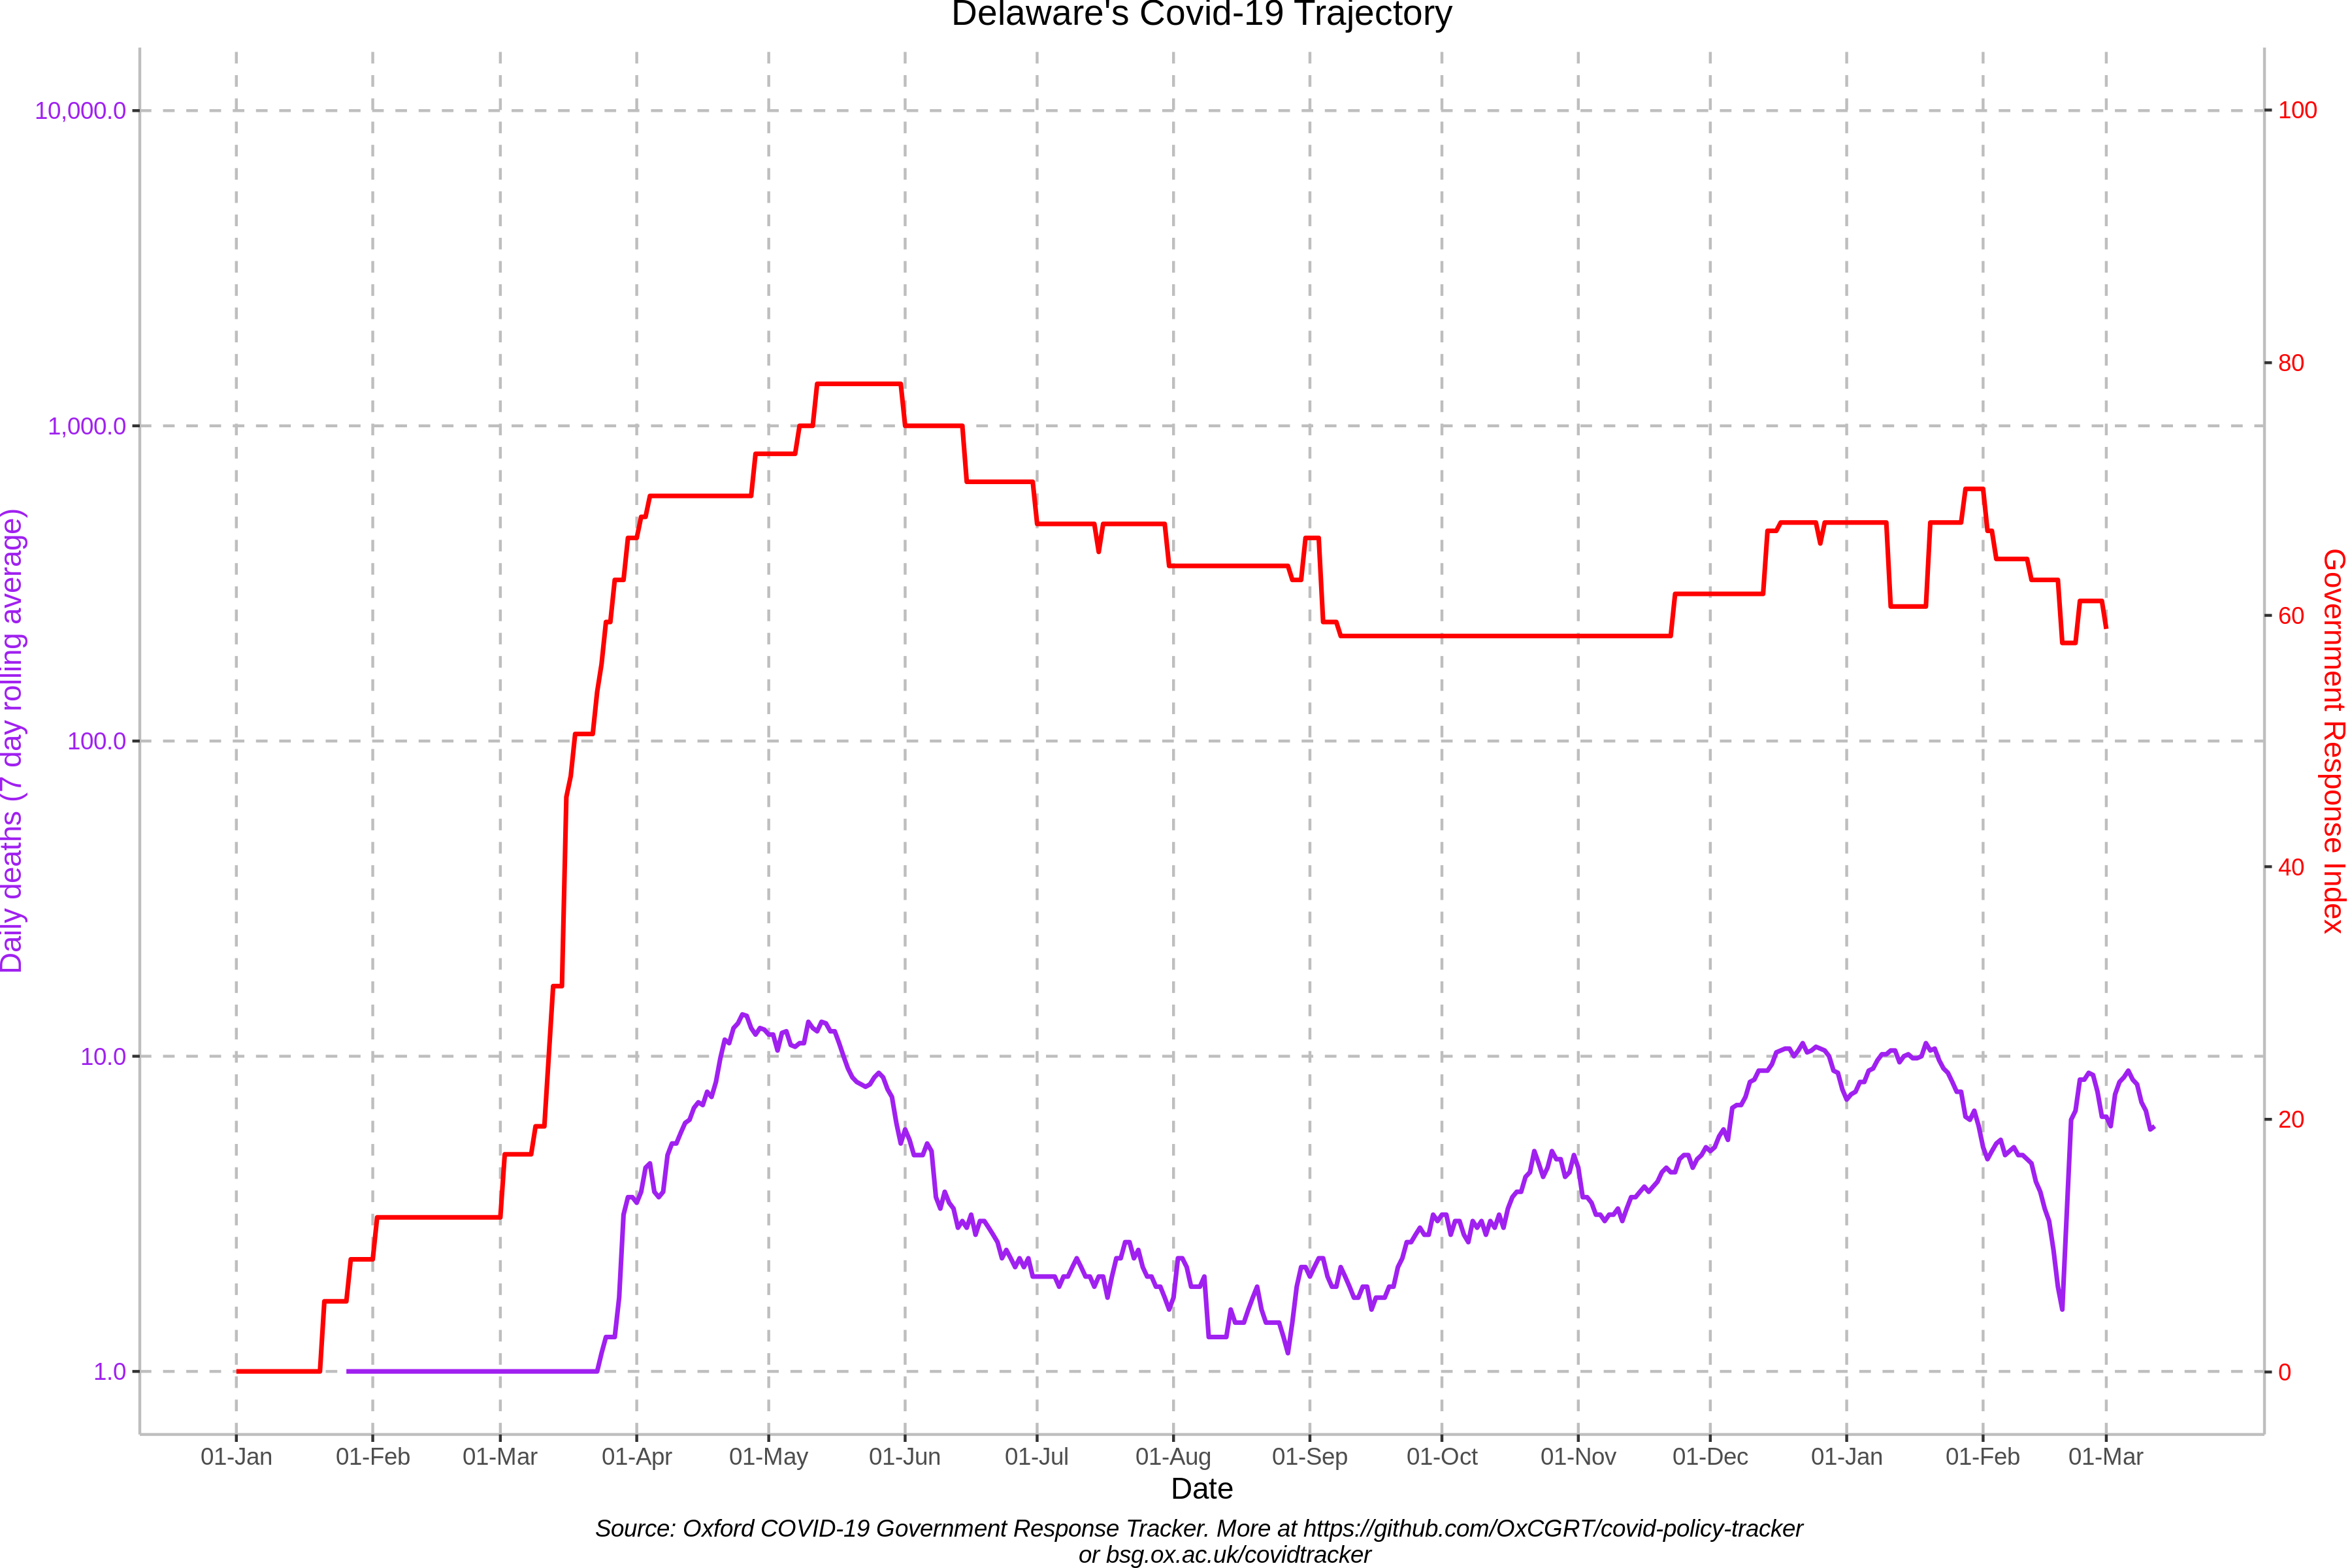 Delaware's Covid-19 Trajectory
10,000.0
1,000.0
100.0
10.0
1.0
Daily deaths (7 day rolling average)
100
80
60
40
20
0
Government Response Index
01-Jan 01-Feb 01-Mar 01-Apr 01-May 01-Jun 01-Jul 01-Aug 01-Sep 01-Oct 01-Nov 01-Dec 01-Jan 01-Feb 01-Mar
Date
Source: Oxford COVID-19 Government Response Tracker. More at https://github.com/OxCGRT/covid-policy-tracker
or bsg.ox.ac.uk/covidtracker